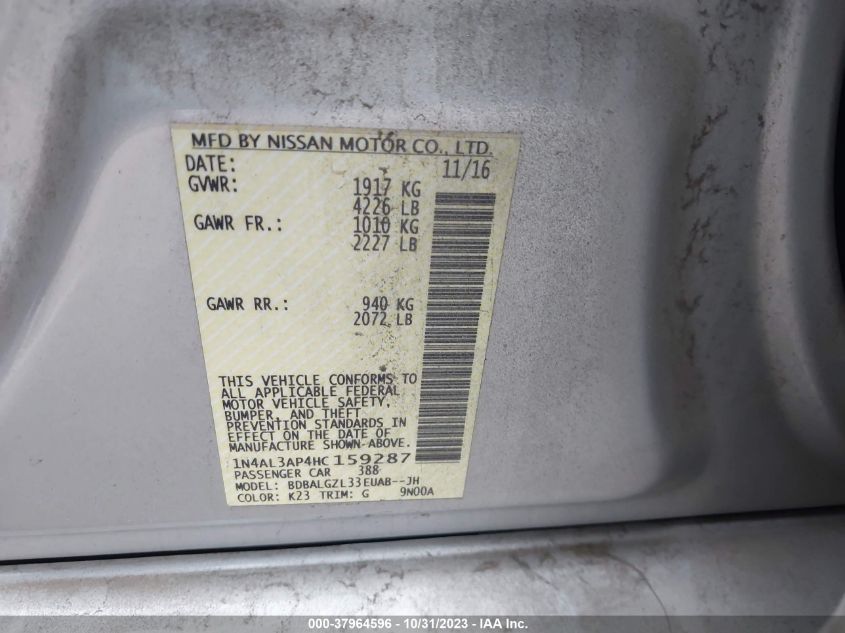 MFD BY NISSAN MOTOR CO., LTD.
DATE: 11/16
GVWR: 1917 KG
4226 LB
GAWR FR.: 1010 KG
2227 LB
GAWR RR.: 940 KG
2072 LB
THIS VEHICLE CONFORMS TO
ALL APPLICABLE FEDERAL
MOTOR VEHICLE SAFETY,
BUMPER, AND THEFT
PREVENTION STANDARDS IN
EFFECT ON THE DATE OF
MANUFACTURE SHOWN ABOVE.
1N4AL3AP4HC159287
PASSENGER CAR 388
MODEL: BDBALGZL33EUAB--JH
COLOR: K23 TRIM: G 9N00A
000-37964596 - 10/31/2023 - IAA Inc.